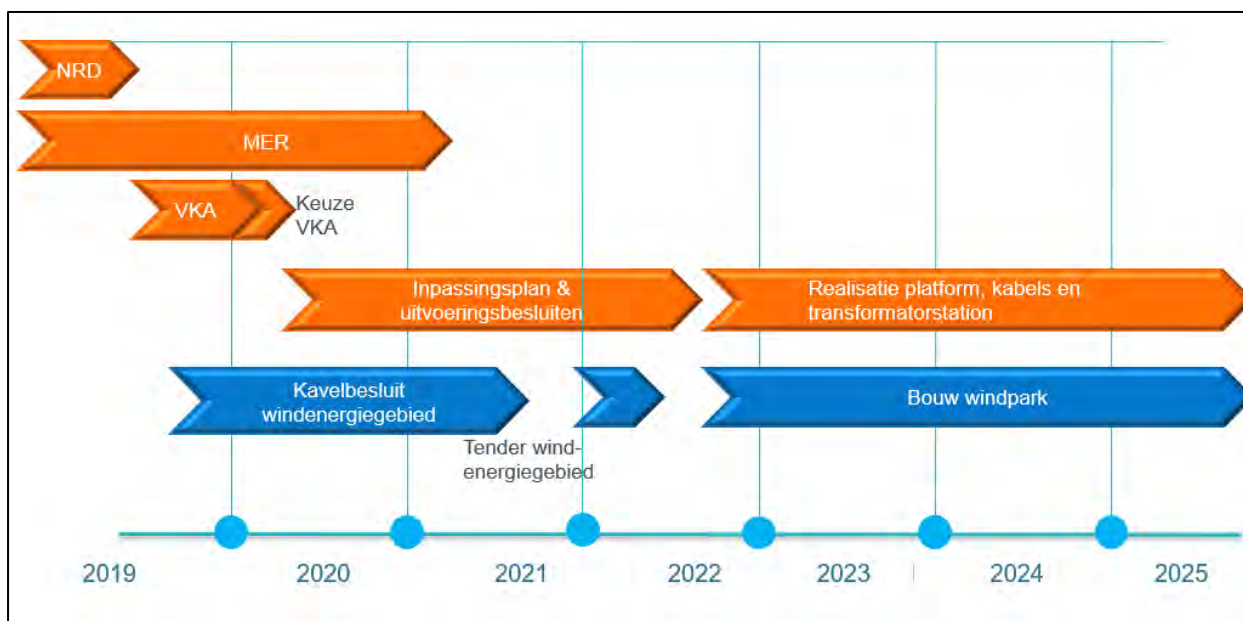 NRD
MER
VKA
Keuze
VKA
Inpassingsplan &
uitvoeringsbesluiten
Realisatie platform, kabels en
transformatorstation
Kavelbesluit
windenergiegebied
Bouw windpark
Tender wind-
energiegebied
2019 2020 2021 2022 2023 2024 2025